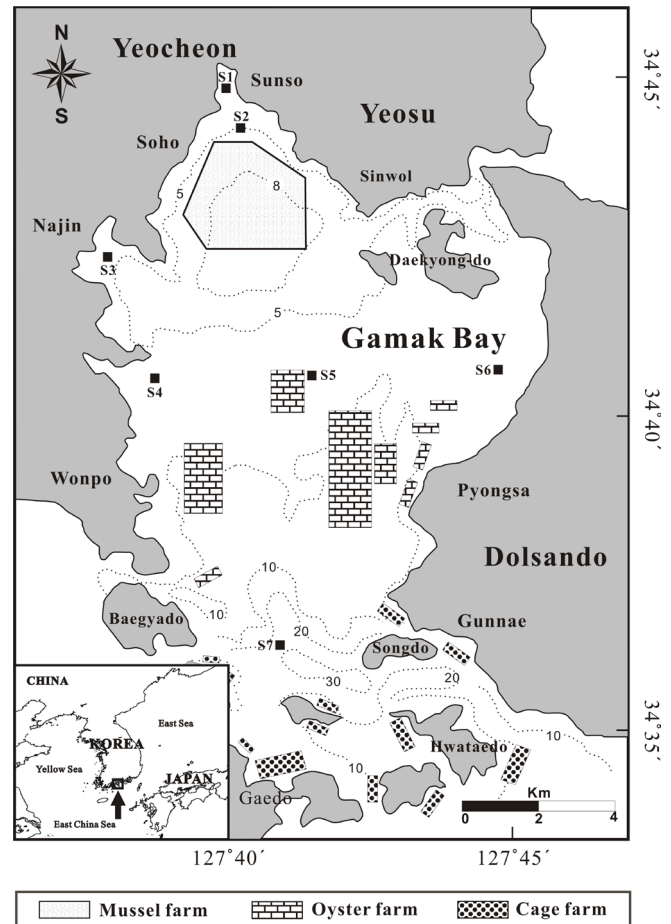 N
S
Yeocheon
S1
Sunso
S2
Yeosu
Soho
Sinwol
5
8
Najin
S3
Daekyong-do
5
Gamak Bay
S4
S5
S6
Wonpo
Pyongsa
Dolsando
10
Baegyado
10
Gunnae
20
S7
Songdo
30
20
10
Hwataedo
10
Gaedo
CHINA
East Sea
KOREA
Yellow Sea
JAPAN
East China Sea
Km
0 2 4
34˚45´
34˚40´
34˚35´
127˚40´ 127˚45´
Mussel farm Oyster farm Cage farm